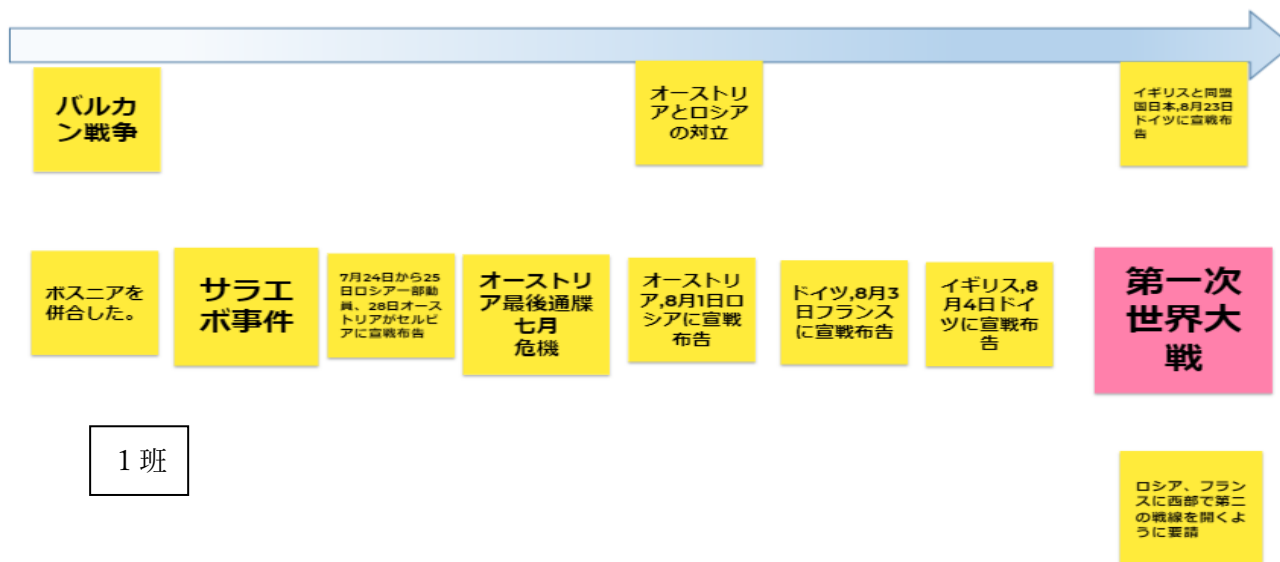 バルカ
ン戦争
オーストリ
アとロシア
の対立
イギリスと同盟
国日本,8月23日
ドイツに宣戦布
告
ボスニアを
併合した。
サラエ
ボ事件
7月24日から25
日ロシア一部動
員、28日オース
トリアがセルビ
アに宣戦布告
オーストリ
ア最後通牒
七月
危機
オーストリ
ア,8月1日ロ
シアに宣戦
布告
ドイツ,8月3
日フランス
に宣戦布告
イギリス,8
月4日ドイ
ツに宣戦布
告
第一次
世界大
戦
1班
ロシア、フラン
スに西部で第二
の戦線を開くよ
うに要請